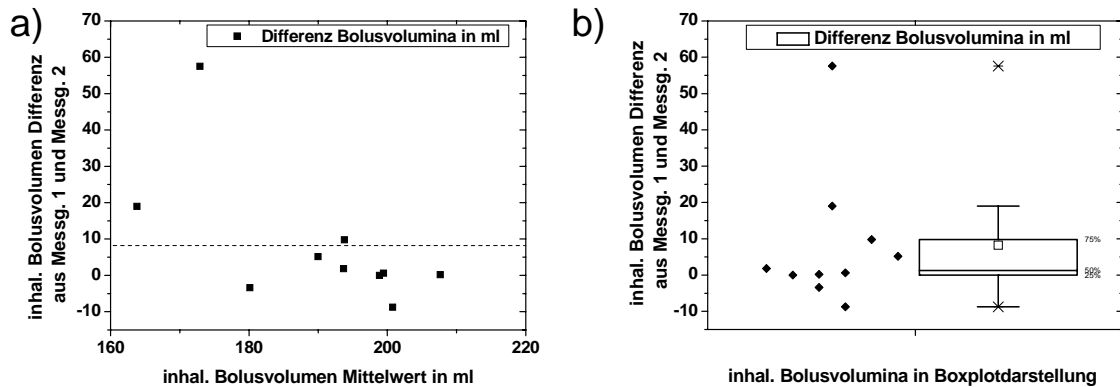 a)
Differenz Bolusvolumina in ml
inhal. Bolusvolumen Differenz
aus Messg. 1 und Messg. 2
70
60
50
40
30
20
10
0
-10
160
180
200
220
inhal. Bolusvolumen Mittelwert in ml
b)
Differenz Bolusvolumina in ml
inhal. Bolusvolumen Differenz
aus Messg. 1 und Messg. 2
70
60
50
40
30
20
10
0
-10
75%
50%
25%
inhal. Bolusvolumina in Boxplotdarstellung